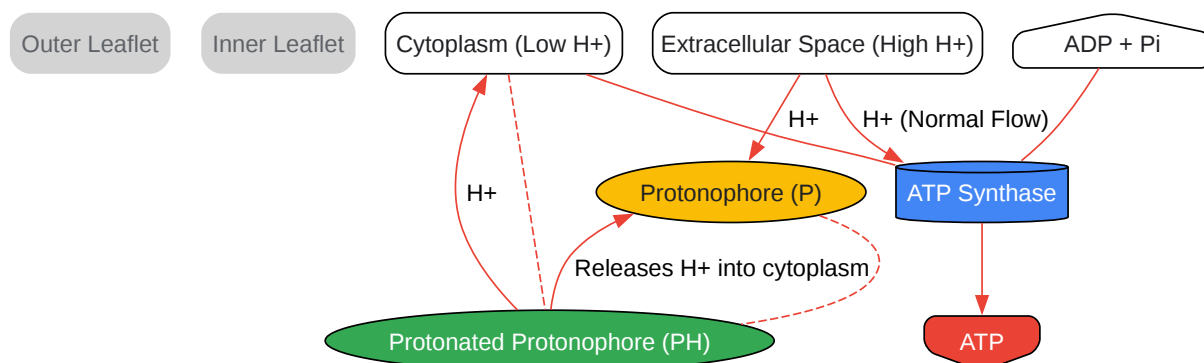 Outer Leaflet
Inner Leaflet
Cytoplasm (Low H+)
Extracellular Space (High H+)
ADP + Pi
H+
H+ (Normal Flow)
H+
Protonophore (P)
ATP Synthase
Releases H+ into cytoplasm
Protonated Protonophore (PH)
ATP